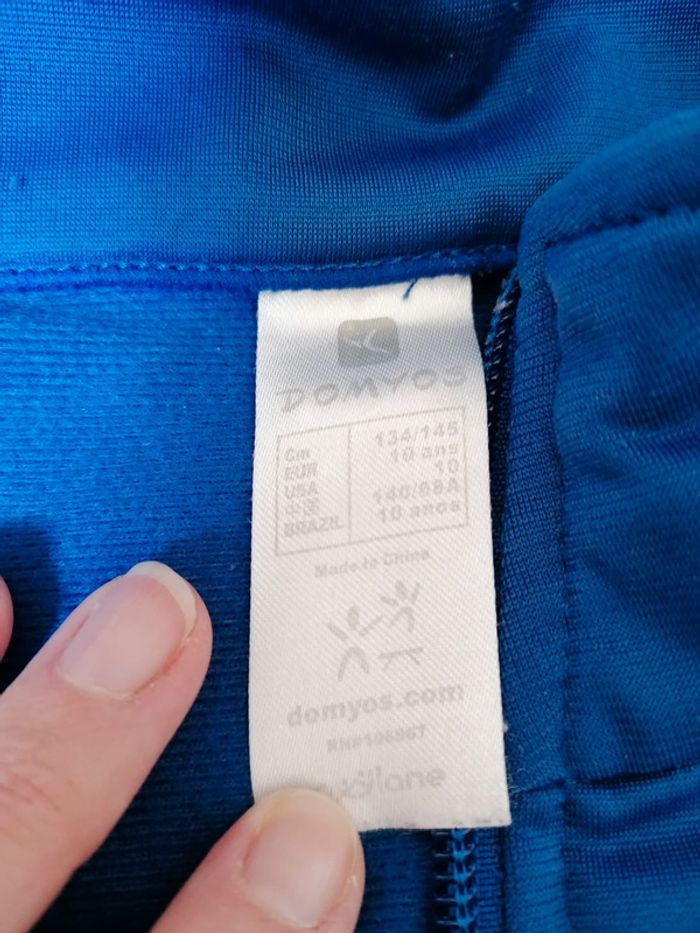 DOMYOS
Cm 134/145
EUR 10 ans
USA 10
中国 140/68A
BRAZIL 10 anos
Made in China
domyos.com